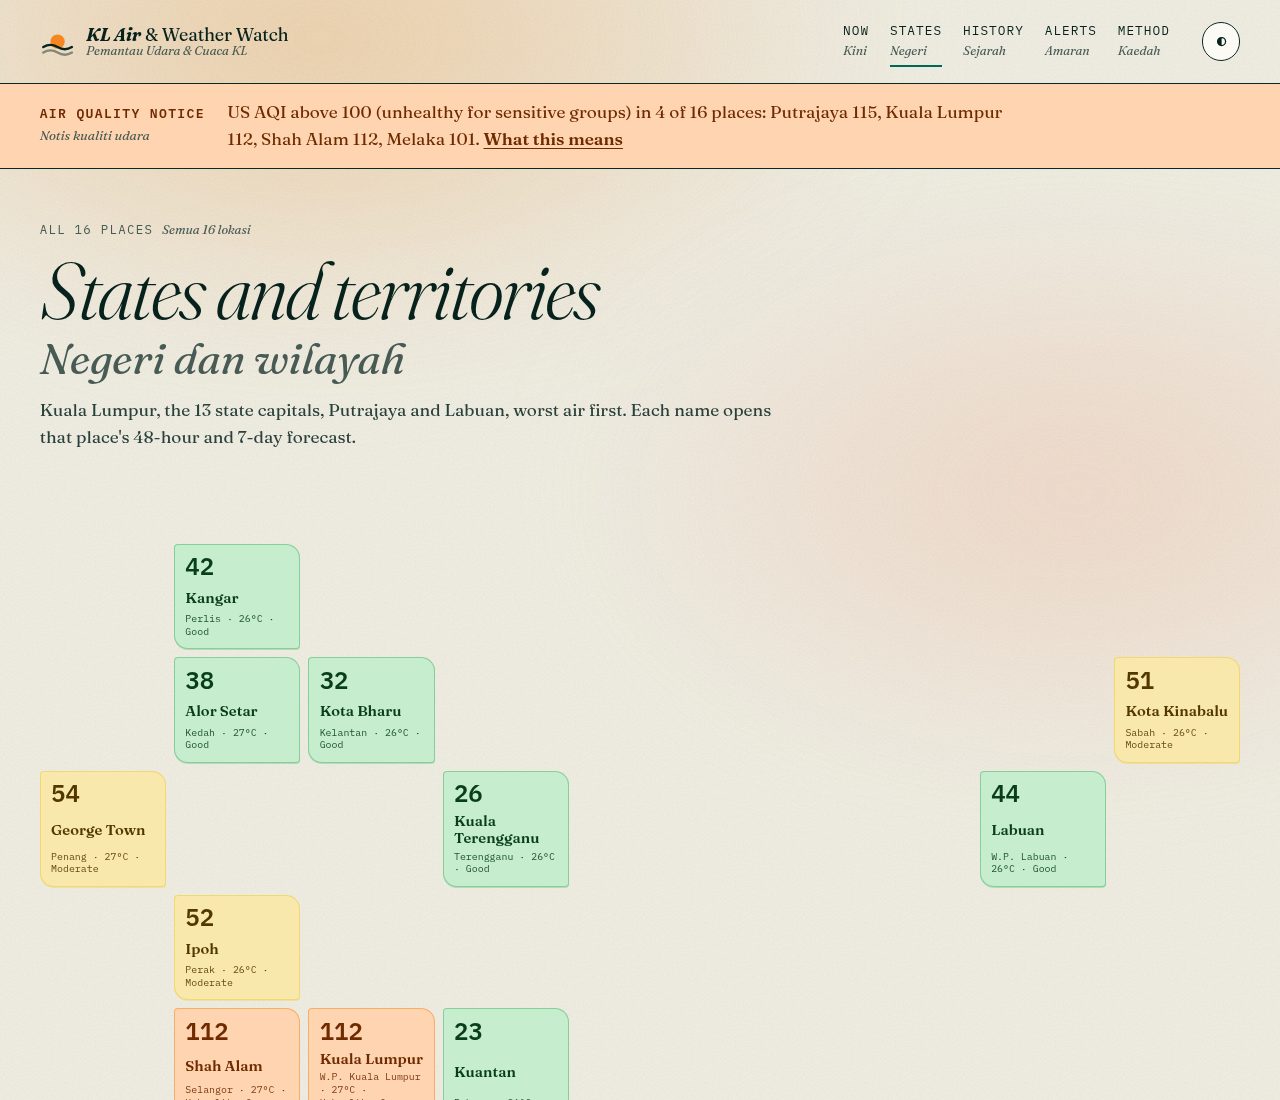 KL Air & Weather Watch
Pemantau Udara & Cuaca KL
NOW
Kini
STATES
Negeri
HISTORY
Sejarah
ALERTS
Amaran
METHOD
Kaedah
AIR QUALITY NOTICE
Notis kualiti udara
US AQI above 100 (unhealthy for sensitive groups) in 4 of 16 places: Putrajaya 115, Kuala Lumpur
112, Shah Alam 112, Melaka 101. What this means
ALL 16 PLACES Semua 16 lokasi
States and territories
Negeri dan wilayah
Kuala Lumpur, the 13 state capitals, Putrajaya and Labuan, worst air first. Each name opens
that place's 48-hour and 7-day forecast.
42
Kangar
Perlis · 26°C ·
Good
38
Alor Setar
Kedah · 27°C ·
Good
32
Kota Bharu
Kelantan · 26°C ·
Good
51
Kota Kinabalu
Sabah · 26°C ·
Moderate
54
George Town
Penang · 27°C ·
Moderate
26
Kuala
Terengganu
Terengganu · 26°C
· Good
44
Labuan
W.P. Labuan ·
26°C · Good
52
Ipoh
Perak · 26°C ·
Moderate
112
Shah Alam
Selangor · 27°C ·
112
Kuala Lumpur
W.P. Kuala Lumpur
· 27°C ·
23
Kuantan